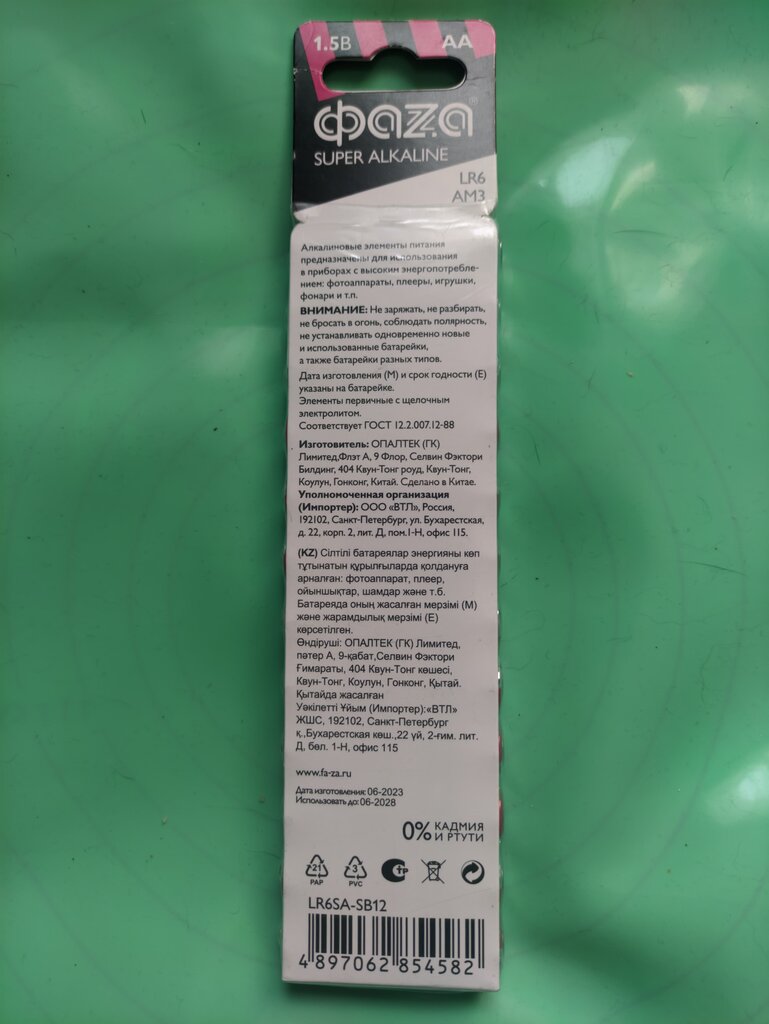 1.5В AA
фаzа®
SUPER ALKALINE
LR6
AM3
Алкалиновые элементы питания
предназначены для использования
в приборах с высоким энергопотребле-
нием: фотоаппараты, плееры, игрушки,
фонари и т.п.
ВНИМАНИЕ: Не заряжать, не разбирать,
не бросать в огонь, соблюдать полярность,
не устанавливать одновременно новые
и использованные батарейки,
а также батарейки разных типов.
Дата изготовления (М) и срок годности (Е)
указаны на батарейке.
Элементы первичные с щелочным
электролитом.
Соответствует ГОСТ 12.2.007.12-88
Изготовитель: ОПАЛТЕК (ГК)
Лимитед,Флэт А, 9 Флор, Селвин Фэктори
Билдинг, 404 Квун-Тонг роуд, Квун-Тонг,
Коулун, Гонконг, Китай. Сделано в Китае.
Уполномоченная организация
(Импортер): ООО «ВТЛ», Россия,
192102, Санкт-Петербург, ул. Бухарестская,
д. 22, корп. 2, лит. Д, пом.1-Н, офис 115.
(KZ) Сілтілі батареялар энергияны көп
тұтынатын құрылғыларда қолдануға
арналған: фотоаппарат, плеер,
ойыншықтар, шамдар және т.б.
Батареяда оның жасалған мерзімі (М)
және жарамдылық мерзімі (Е)
көрсетілген.
Өндіруші: ОПАЛТЕК (ГК) Лимитед,
пәтер А, 9-қабат,Селвин Фэктори
Ғимараты, 404 Квун-Тонг көшесі,
Квун-Тонг, Коулун, Гонконг, Қытай.
Қытайда жасалған
Уәкілетті Ұйым (Импортер):«ВТЛ»
ЖШС, 192102, Санкт-Петербург
қ.,Бухарестская көш.,22 үй, 2-ғим. лит.
Д, бөл. 1-Н, офис 115
www.fa-za.ru
Дата изготовления: 06-2023
Использовать до: 06-2028
0% КАДМИЯ
И РТУТИ
21 3
PAP PVC
LR6SA-SB12
4 897062 854582